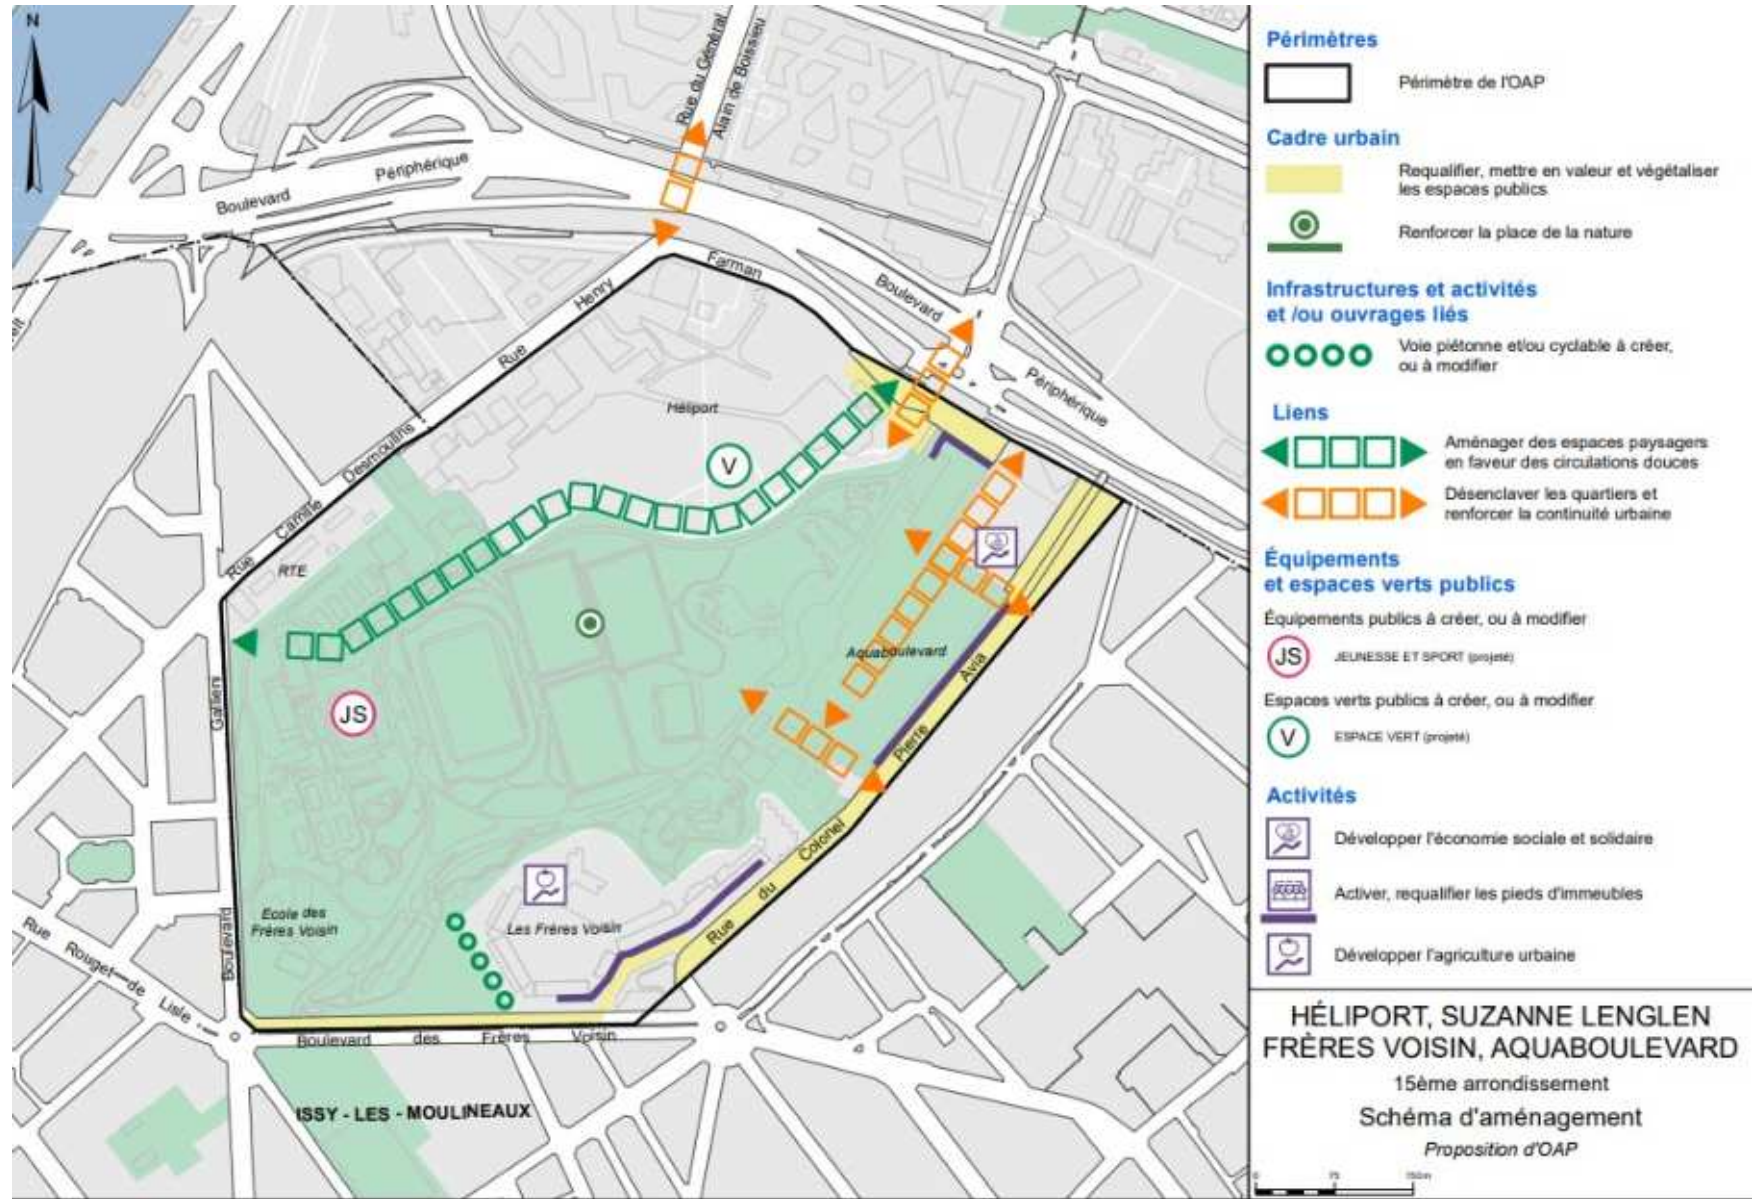 N
Rue du Général
Alain de Boissieu
Boulevard
Périphérique
Farman
Henry
Rue
Boulevard
Périphérique
Héliport
V
Desmoulins
Camille
Rue
RTE
Aquaboulevard
Avia
Pierre
Colonel
du
Rue
JS
Gallieni
Boulevard
Ecole des
Frères Voisin
Les Frères Voisin
Rue Rouget-de Lisle
Boulevard des Frères Voisin
ISSY - LES - MOULINEAUX
Périmètres
Périmètre de l'OAP
Cadre urbain
Requalifier, mettre en valeur et végétaliser
les espaces publics
Renforcer la place de la nature
Infrastructures et activités
et /ou ouvrages liés
Voie piétonne et/ou cyclable à créer,
ou à modifier
Liens
Aménager des espaces paysagers
en faveur des circulations douces
Désenclaver les quartiers et
renforcer la continuité urbaine
Équipements
et espaces verts publics
Équipements publics à créer, ou à modifier
JS JEUNESSE ET SPORT (projeté)
Espaces verts publics à créer, ou à modifier
V ESPACE VERT (projeté)
Activités
Développer l'économie sociale et solidaire
Activer, requalifier les pieds d'immeubles
Développer l'agriculture urbaine
HÉLIPORT, SUZANNE LENGLEN
FRÈRES VOISIN, AQUABOULEVARD
15ème arrondissement
Schéma d'aménagement
Proposition d'OAP
0 75 150m